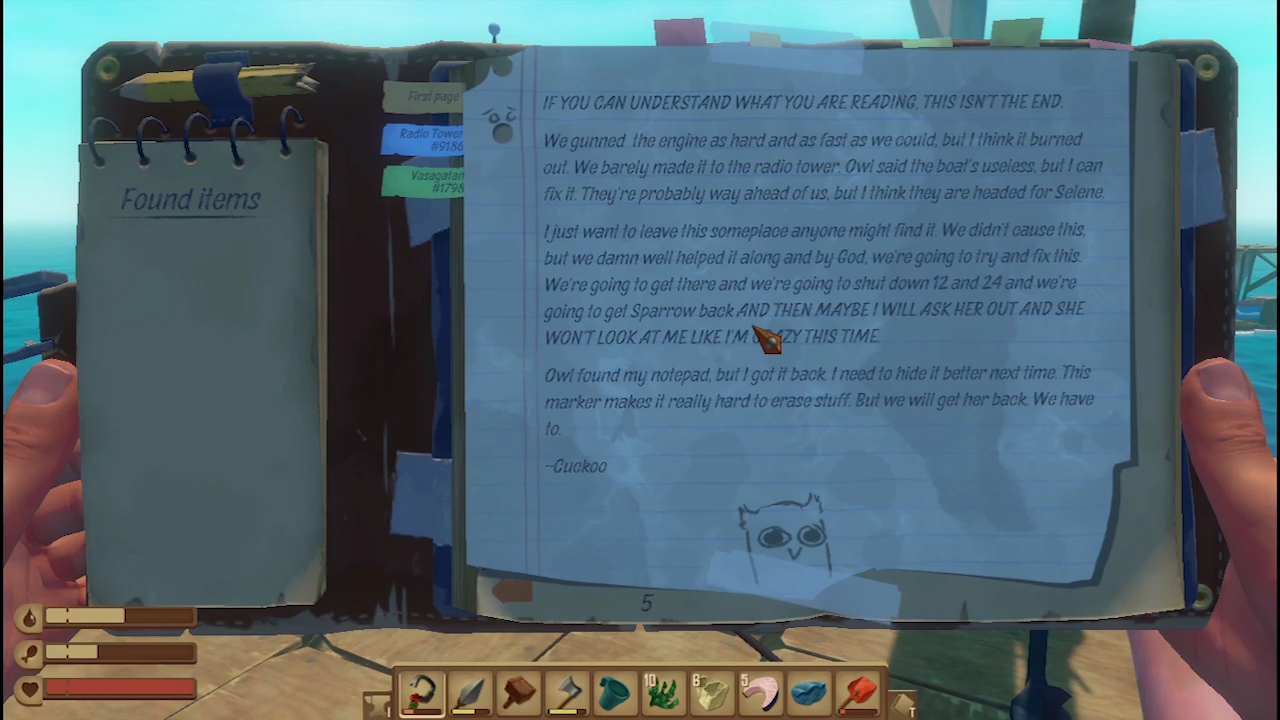 First page
Radio Tower
#9186
Vasagatan
#1798
Found items
IF YOU CAN UNDERSTAND WHAT YOU ARE READING, THIS ISN'T THE END.
We gunned the engine as hard and as fast as we could, but I think it burned
out. We barely made it to the radio tower. Owl said the boat's useless, but I can
fix it. They're probably way ahead of us, but I think they are headed for Selene.
I just want to leave this someplace anyone might find it. We didn't cause this,
but we damn well helped it along and by God, we're going to try and fix this.
We're going to get there and we're going to shut down 12 and 24 and we're
going to get Sparrow back AND THEN MAYBE I WILL ASK HER OUT AND SHE
WON'T LOOK AT ME LIKE I'M CRAZY THIS TIME.
Owl found my notepad, but I got it back. I need to hide it better next time. This
marker makes it really hard to erase stuff. But we will get her back. We have
to.
~Cuckoo
5
10
6
5
T